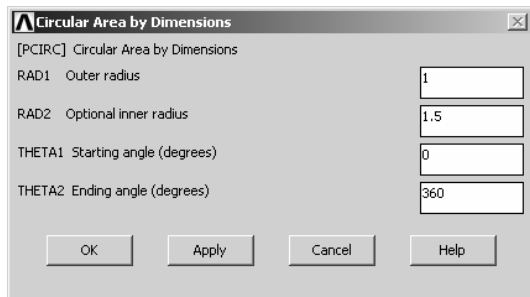 Circular Area by Dimensions
[PCIRC] Circular Area by Dimensions
RAD1 Outer radius 1
RAD2 Optional inner radius 1.5
THETA1 Starting angle (degrees) 0
THETA2 Ending angle (degrees) 360
OK Apply Cancel Help